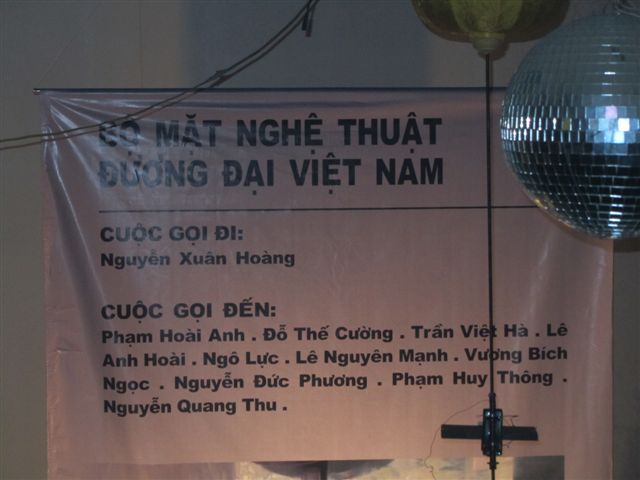 BỘ MẶT NGHỆ THUẬT
ĐƯƠNG ĐẠI VIỆT NAM
CUỘC GỌI ĐI:
Nguyễn Xuân Hoàng
CUỘC GỌI ĐẾN:
Phạm Hoài Anh . Đỗ Thế Cường . Trần Việt Hà . Lê
Anh Hoài . Ngô Lực . Lê Nguyên Mạnh . Vương Bích
Ngọc . Nguyễn Đức Phương . Phạm Huy Thông .
Nguyễn Quang Thu .